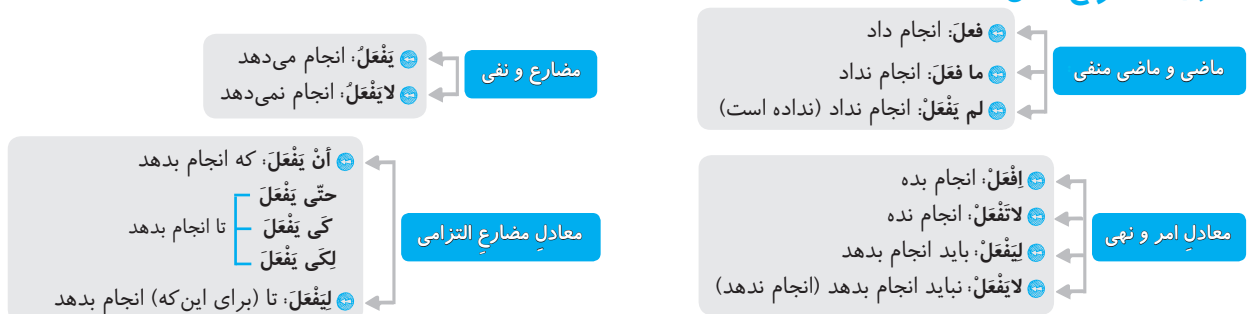 ماضی و ماضی منفی
فعلَ: انجام داد
ما فعَلَ: انجام نداد
لم یَفْعَلْ: انجام نداد (نداده است)
مضارع و نفی
یَفْعَلُ: انجام می‌دهد
لایَفْعَلُ: انجام نمی‌دهد
معادلِ امر و نهی
اِفْعَلْ: انجام بده
لاتَفْعَلْ: انجام نده
لِیَفْعَلْ: باید انجام بدهد
لایَفْعَلْ: نباید انجام بدهد (انجام ندهد)
معادلِ مضارعِ التزامی
أنْ یَفْعَلَ: که انجام بدهد
حتّی یَفْعَلَ
کَی یَفْعَلَ
تا انجام بدهد
لِکَی یَفْعَلَ
لِیَفْعَلَ: تا (برای این‌که) انجام بدهد